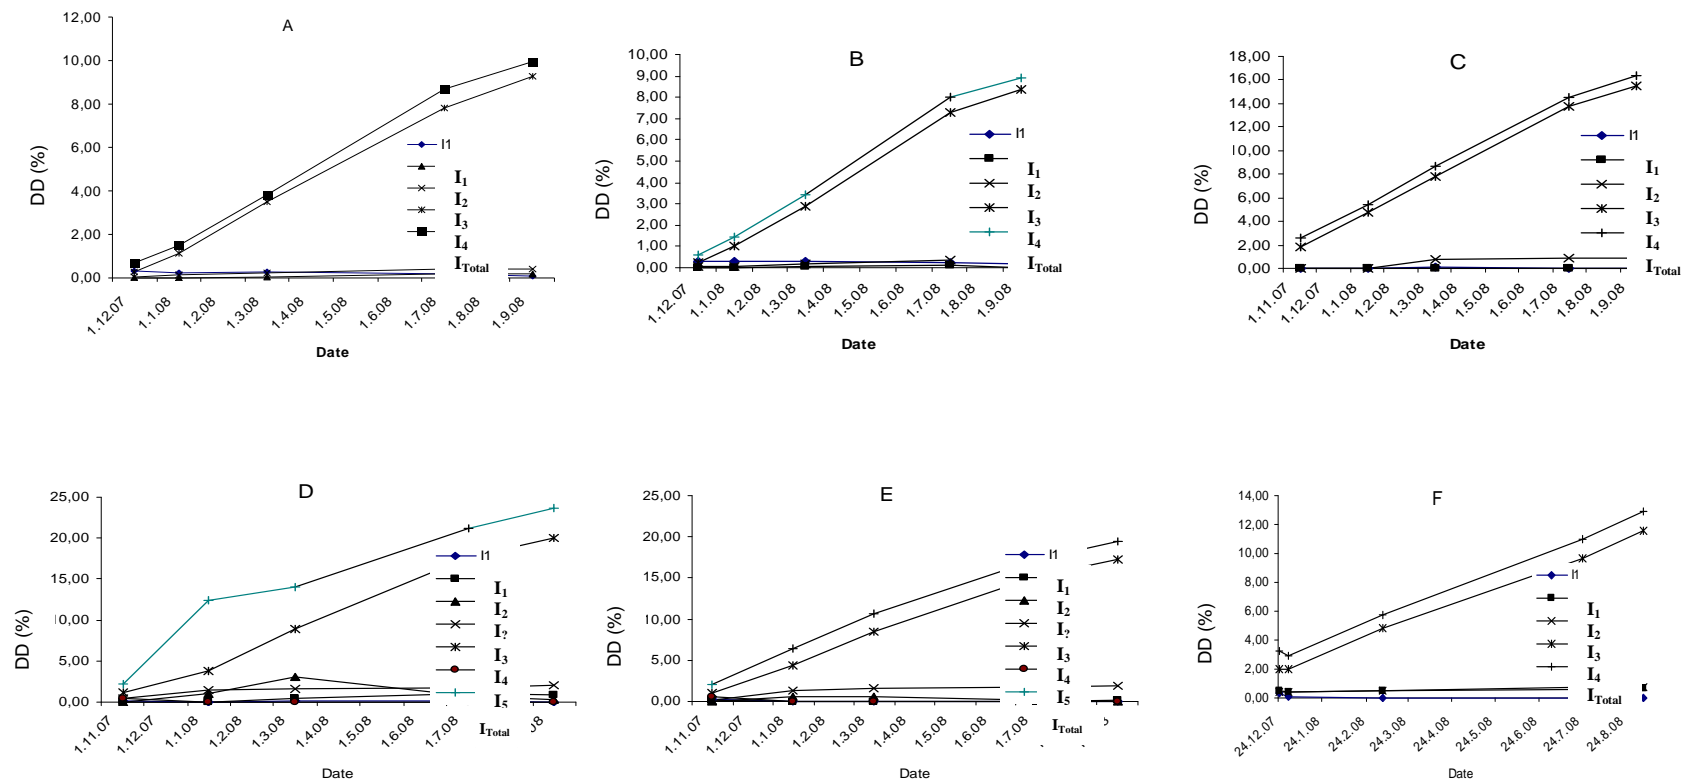 A
12,00
10,00
8,00
6,00
4,00
2,00
0,00
DD (%)
1.12.07
1.1.08
1.2.08
1.3.08
1.4.08
1.5.08
1.6.08
1.7.08
1.8.08
1.9.08
Date
I1
I1
I2
I3
I4
ITotal
B
10,00
9,00
8,00
7,00
6,00
5,00
4,00
3,00
2,00
1,00
0,00
DD (%)
1.12.07
1.1.08
1.2.08
1.3.08
1.4.08
1.5.08
1.6.08
1.7.08
1.8.08
1.9.08
Date
I1
I1
I2
I3
I4
ITotal
C
18,00
16,00
14,00
12,00
10,00
8,00
6,00
4,00
2,00
0,00
DD (%)
1.11.07
1.12.07
1.1.08
1.2.08
1.3.08
1.4.08
1.5.08
1.6.08
1.7.08
1.8.08
1.9.08
Date
I1
I1
I2
I3
I4
ITotal
D
25,00
20,00
15,00
10,00
5,00
0,00
DD (%)
1.11.07
1.12.07
1.1.08
1.2.08
1.3.08
1.4.08
1.5.08
1.6.08
1.7.08
08
Date
I1
I1
I2
I?
I3
I4
I5
ITotal
E
25,00
20,00
15,00
10,00
5,00
0,00
DD (%)
1.11.07
1.12.07
1.1.08
1.2.08
1.3.08
1.4.08
1.5.08
1.6.08
1.7.08
Date
I1
I1
I2
I?
I3
I4
I5
ITotal
F
14,00
12,00
10,00
8,00
6,00
4,00
2,00
0,00
DD (%)
24.12.07
24.1.08
24.2.08
24.3.08
24.4.08
24.5.08
24.6.08
24.7.08
24.8.08
Date
I1
I1
I2
I3
I4
ITotal